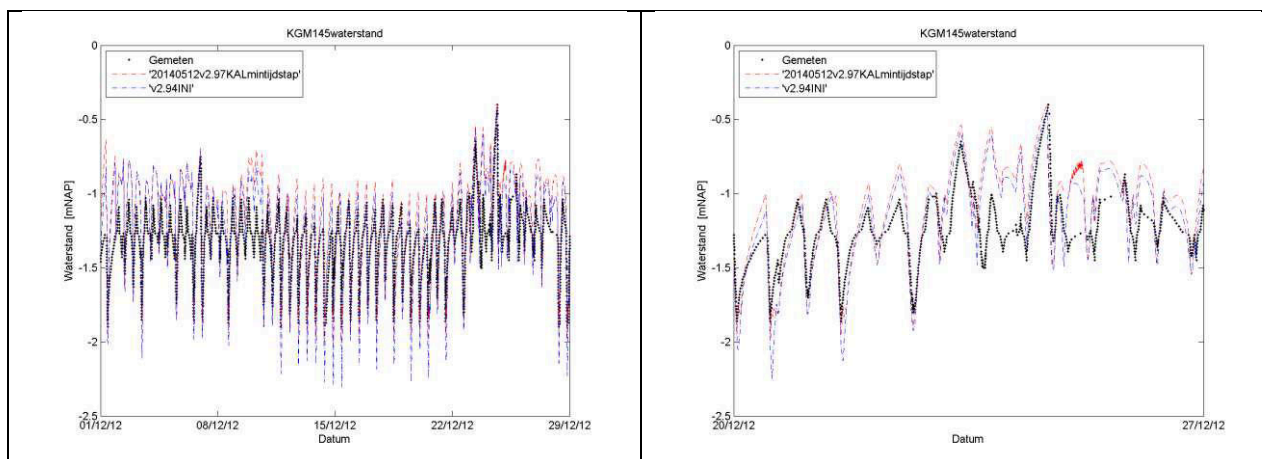 KGM145waterstand
Gemeten
'20140512v2.97KALmintijdstap'
'v2.94INI'
Waterstand [mNAP]
0
-0.5
-1
-1.5
-2
-2.5
01/12/12
08/12/12
15/12/12
22/12/12
29/12/12
Datum
KGM145waterstand
Gemeten
'20140512v2.97KALmintijdstap'
'v2.94INI'
Waterstand [mNAP]
0
-0.5
-1
-1.5
-2
-2.5
20/12/12
27/12/12
Datum